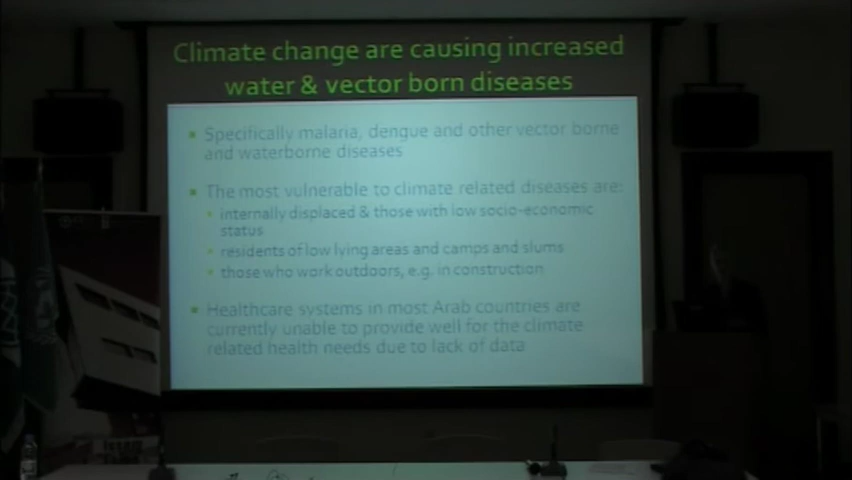 Climate change are causing increased
water & vector born diseases
Specifically malaria, dengue and other vector borne
and waterborne diseases
The most vulnerable to climate related diseases are:
internally displaced & those with low socio-economic
status
residents of low lying areas and camps and slums
those who work outdoors, e.g. in construction
Healthcare systems in most Arab countries are
currently unable to provide well for the climate
related health needs due to lack of data